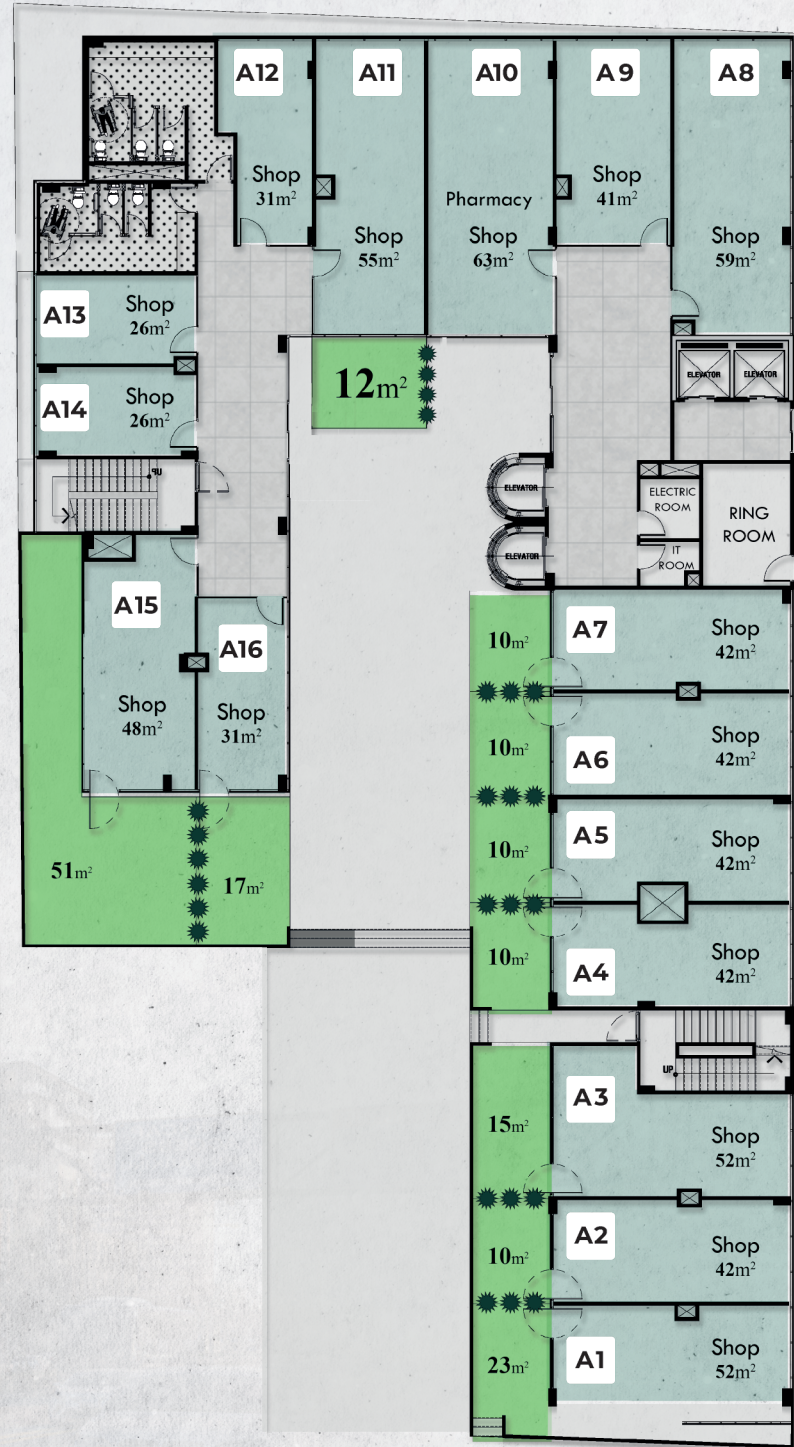 A12
A11
A10
A9
A8
Shop
31m²
Pharmacy
Shop
41m²
Shop
55m²
Shop
63m²
Shop
59m²
A13
Shop
26m²
12m²
ELEVATOR
ELEVATOR
A14
Shop
26m²
UP
ELEVATOR
ELECTRIC
ROOM
RING
ROOM
ELEVATOR
IT
ROOM
A15
A16
Shop
48m²
Shop
31m²
10m²
A7
Shop
42m²
10m²
A6
Shop
42m²
51m²
17m²
10m²
A5
Shop
42m²
10m²
A4
Shop
42m²
UP
15m²
A3
Shop
52m²
10m²
A2
Shop
42m²
23m²
A1
Shop
52m²